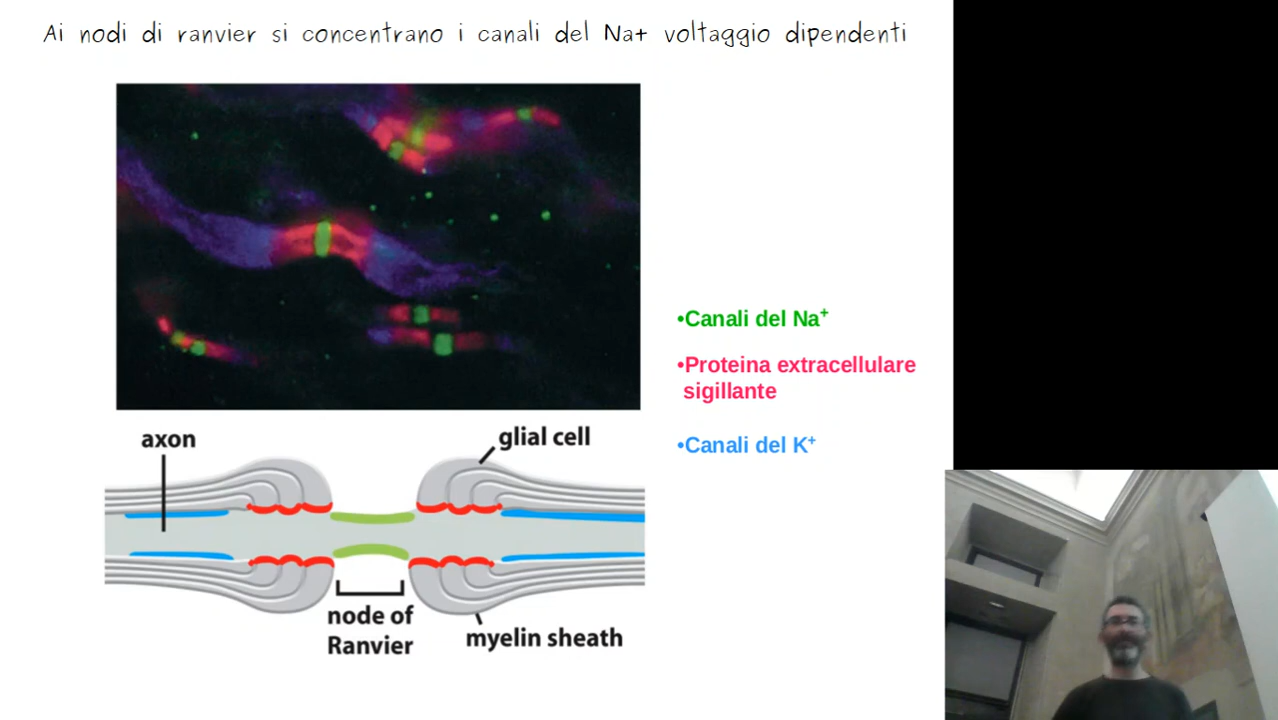 Ai nodi di ranvier si concentrano i canali del Na+ voltaggio dipendenti
•Canali del Na⁺
•Proteina extracellulare
sigillante
•Canali del K⁺
axon
glial cell
node of
Ranvier
myelin sheath